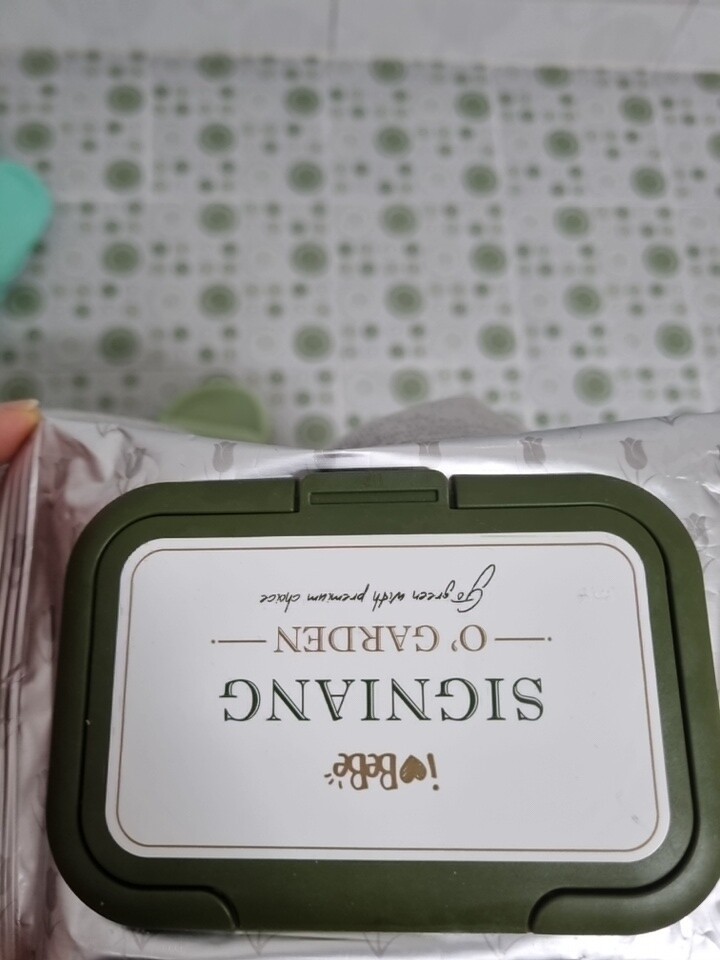 i♥BeBe
SIGNIANG
O' GARDEN
Go green with premium choice